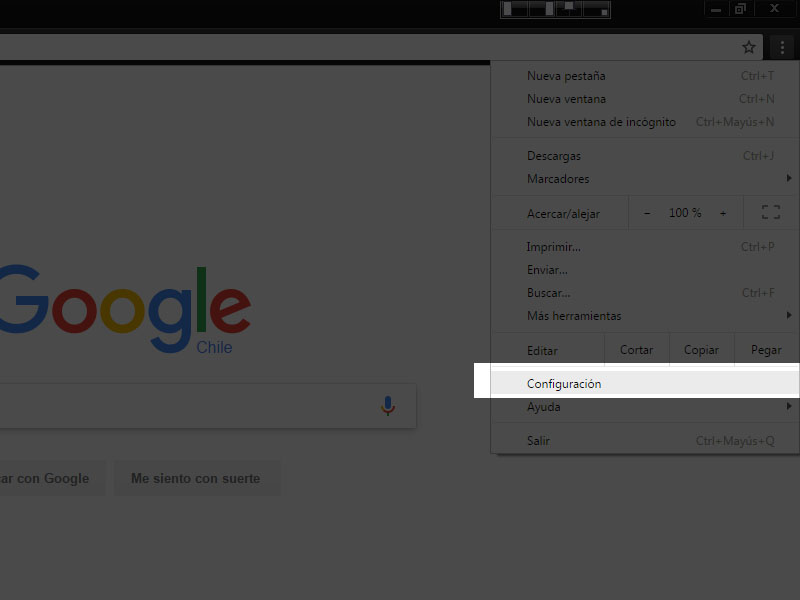 Nueva pestaña Ctrl+T
Nueva ventana Ctrl+N
Nueva ventana de incógnito Ctrl+Mayús+N
Descargas Ctrl+J
Marcadores
Acercar/alejar - 100 % +
Imprimir... Ctrl+P
Enviar...
Buscar... Ctrl+F
Más herramientas
Editar Cortar Copiar Pegar
Configuración
Ayuda
Salir Ctrl+Mayús+Q
Google
Chile
ar con Google Me siento con suerte